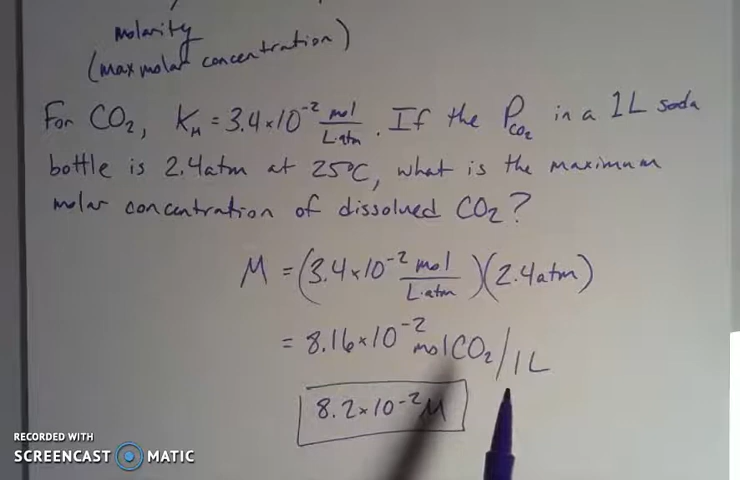 molarity
(max molar concentration)
For CO₂, K_H = 3.4×10⁻² mol/L·atm. If the P_CO₂ in a 1L soda
bottle is 2.4atm at 25°C, what is the maximum
molar concentration of dissolved CO₂?
M = (3.4×10⁻² mol/L·atm)(2.4atm)
= 8.16×10⁻² mol CO₂/1L
8.2×10⁻² M
RECORDED WITH
SCREENCAST MATIC